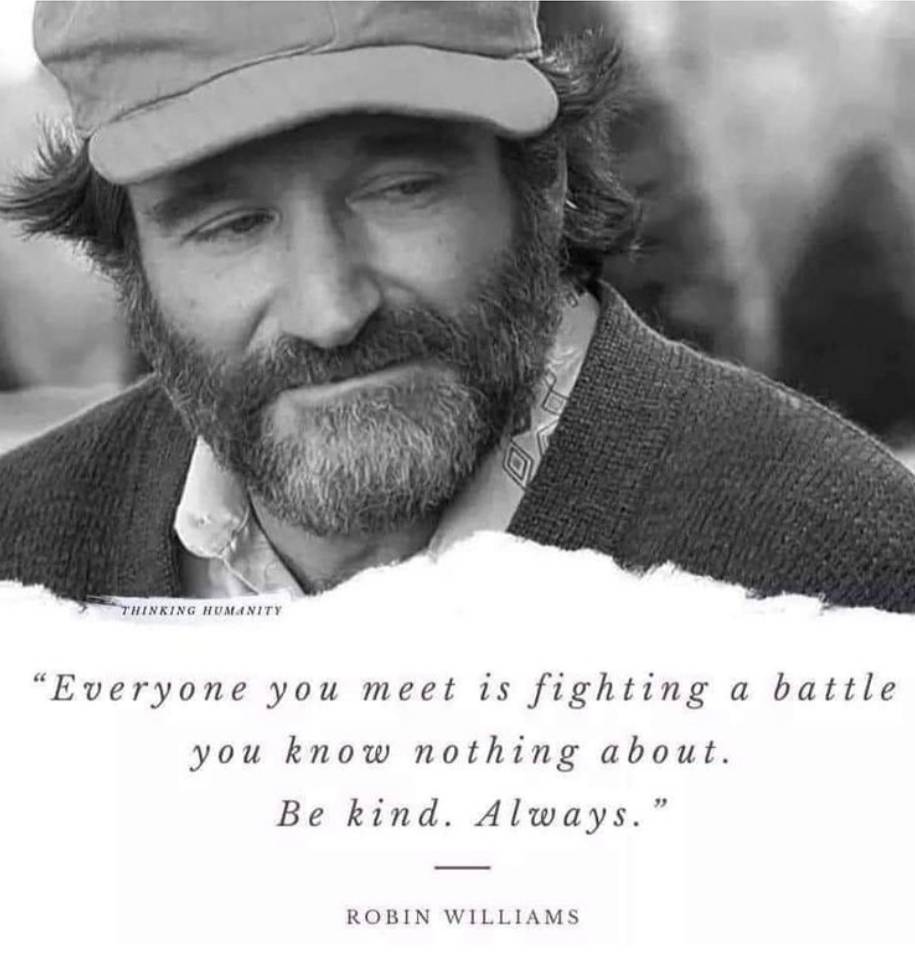 THINKING HUMANITY
“Everyone you meet is fighting a battle
you know nothing about.
Be kind. Always.”
ROBIN WILLIAMS